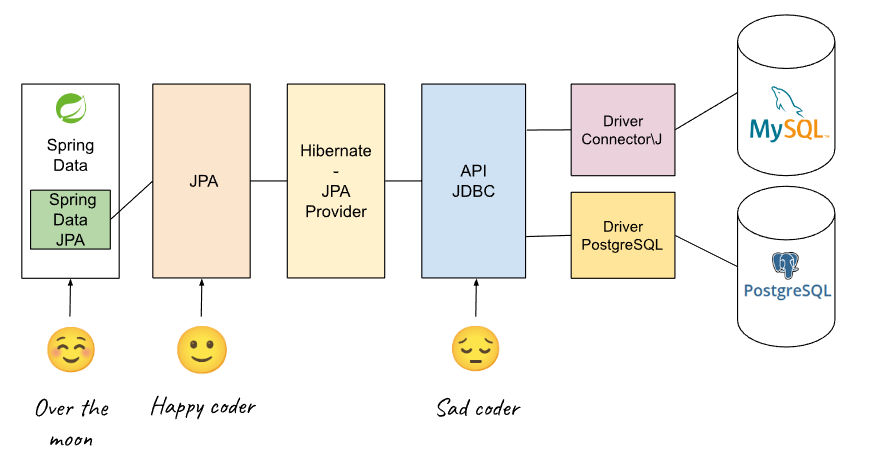 Spring
Data
Spring
Data
JPA
JPA
Hibernate
-
JPA
Provider
API
JDBC
Driver
Connector\J
Driver
PostgreSQL
MySQL™
PostgreSQL
Over the
moon
Happy coder
Sad coder